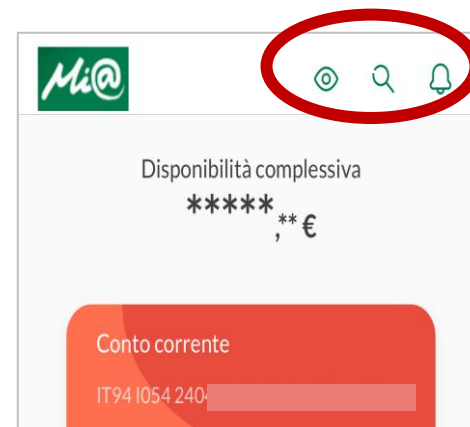 Mi@
Disponibilità complessiva
*****,** €
Conto corrente
IT94 I054 240